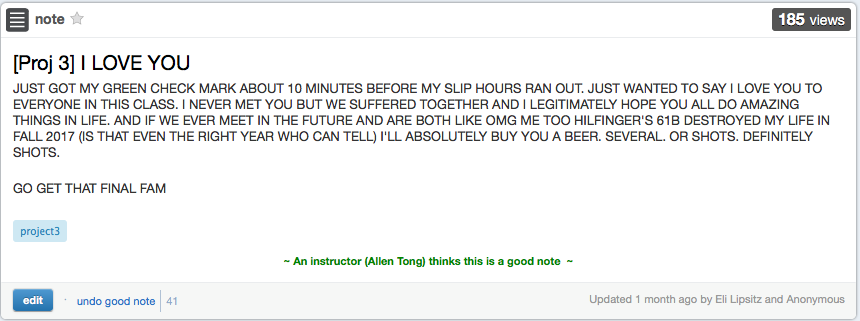 note
185 views
[Proj 3] I LOVE YOU
JUST GOT MY GREEN CHECK MARK ABOUT 10 MINUTES BEFORE MY SLIP HOURS RAN OUT. JUST WANTED TO SAY I LOVE YOU TO
EVERYONE IN THIS CLASS. I NEVER MET YOU BUT WE SUFFERED TOGETHER AND I LEGITIMATELY HOPE YOU ALL DO AMAZING
THINGS IN LIFE. AND IF WE EVER MEET IN THE FUTURE AND ARE BOTH LIKE OMG ME TOO HILFINGER'S 61B DESTROYED MY LIFE IN
FALL 2017 (IS THAT EVEN THE RIGHT YEAR WHO CAN TELL) I'LL ABSOLUTELY BUY YOU A BEER. SEVERAL. OR SHOTS. DEFINITELY
SHOTS.
GO GET THAT FINAL FAM
project3
~ An instructor (Allen Tong) thinks this is a good note ~
edit · undo good note 41
Updated 1 month ago by Eli Lipsitz and Anonymous